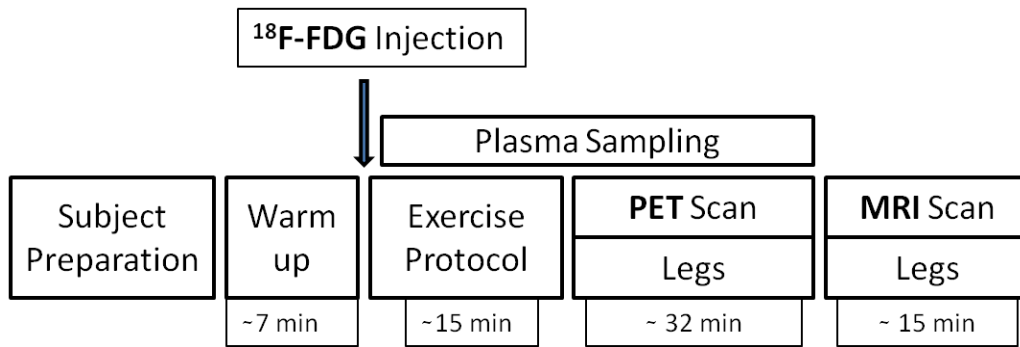 ¹⁸F-FDG Injection
Plasma Sampling
Subject
Preparation
Warm
up
~7 min
Exercise
Protocol
~15 min
PET Scan
Legs
~ 32 min
MRI Scan
Legs
~ 15 min